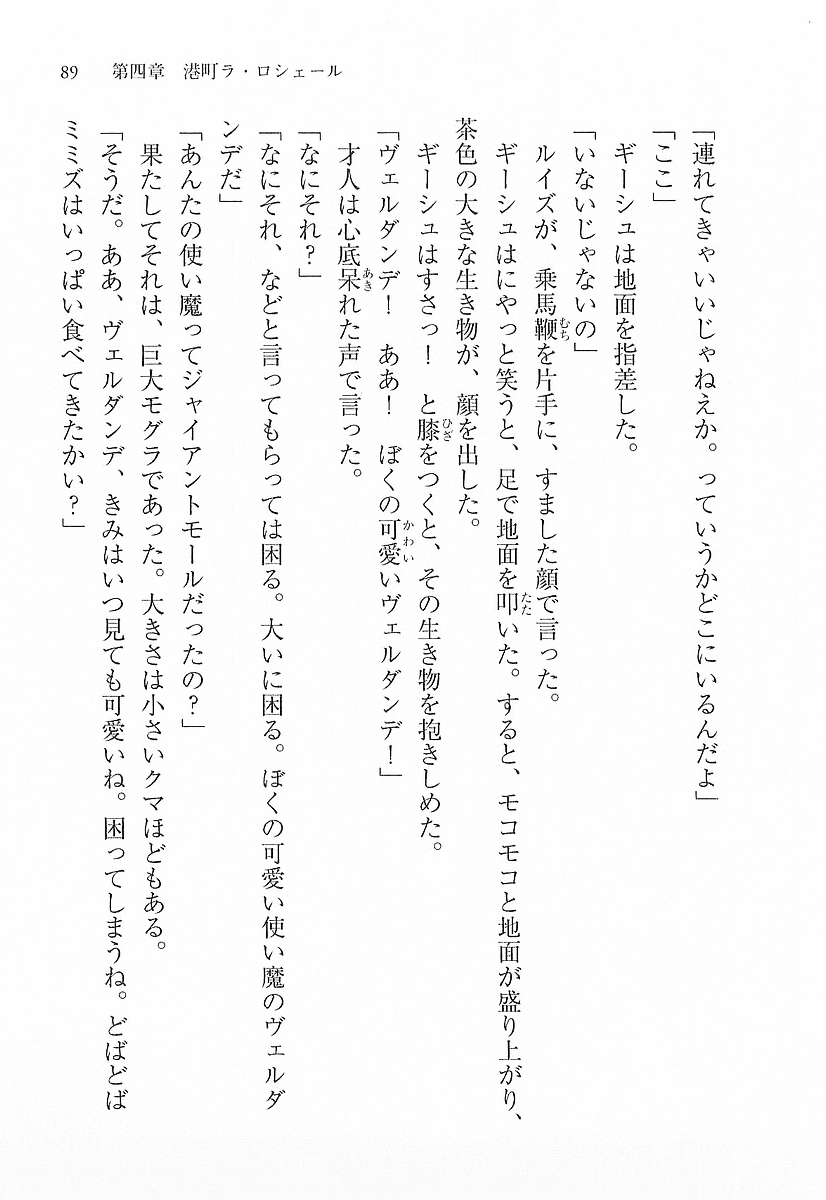 89　第四章　港町ラ・ロシェール
「連れてきゃいいじゃねえか。っていうかどこにいるんだよ」
「ここ」
　ギーシュは地面を指差した。
「いないじゃないの」
　ルイズが、乗馬鞭を片手に、すました顔で言った。
　ギーシュはにやっと笑うと、足で地面を叩いた。すると、モコモコと地面が盛り上がり、
茶色の大きな生き物が、顔を出した。
　ギーシュはすさっ！　と膝をつくと、その生き物を抱きしめた。
「ヴェルダンデ！　ああ！　ぼくの可愛いヴェルダンデ！」
　才人は心底呆れた声で言った。
「なにそれ？」
「なにそれ、などと言ってもらっては困る。大いに困る。ぼくの可愛い使い魔のヴェルダ
ンデだ」
「あんたの使い魔ってジャイアントモールだったの？」
　果たしてそれは、巨大モグラであった。大きさは小さいクマほどもある。
「そうだ。ああ、ヴェルダンデ、きみはいつ見ても可愛いね。困ってしまうね。どばどば
ミミズはいっぱい食べてきたかい？」